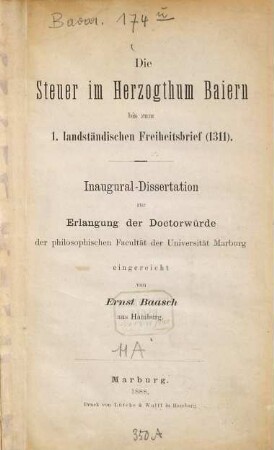 Bavar. 174 u
Die
Steuer im Herzogthum Baiern
bis zum
1. landständischen Freiheitsbrief (1311).
Inaugural-Dissertation
zur
Erlangung der Doctorwürde
der philosophischen Facultät der Universität Marburg
eingereicht
von
Ernst Baasch
aus Hamburg.
HA
Marburg.
1888.
Druck von Lütcke & Wulff in Hamburg
350 A